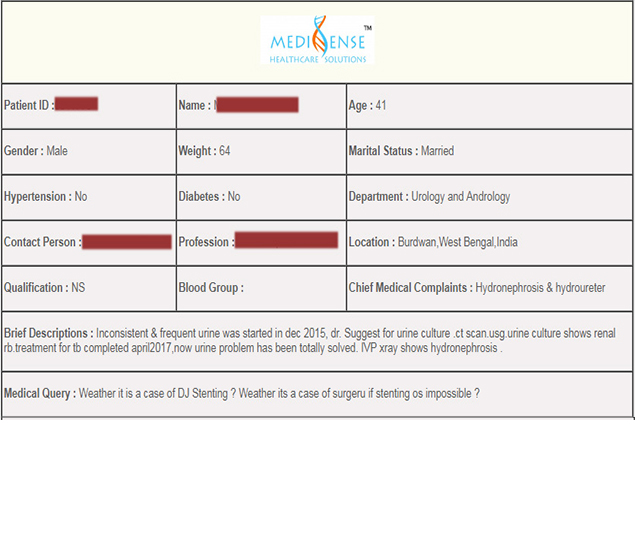 MEDISENSE™
HEALTHCARE SOLUTIONS
Patient ID :
Name :
Age : 41
Gender : Male
Weight : 64
Marital Status : Married
Hypertension : No
Diabetes : No
Department : Urology and Andrology
Contact Person :
Profession :
Location : Burdwan,West Bengal,India
Qualification : NS
Blood Group :
Chief Medical Complaints : Hydronephrosis & hydroureter
Brief Descriptions : Inconsistent & frequent urine was started in dec 2015, dr. Suggest for urine culture .ct scan.usg.urine culture shows renal
rb.treatment for tb completed april2017,now urine problem has been totally solved. IVP xray shows hydronephrosis .
Medical Query : Weather it is a case of DJ Stenting ? Weather its a case of surgeru if stenting os impossible ?